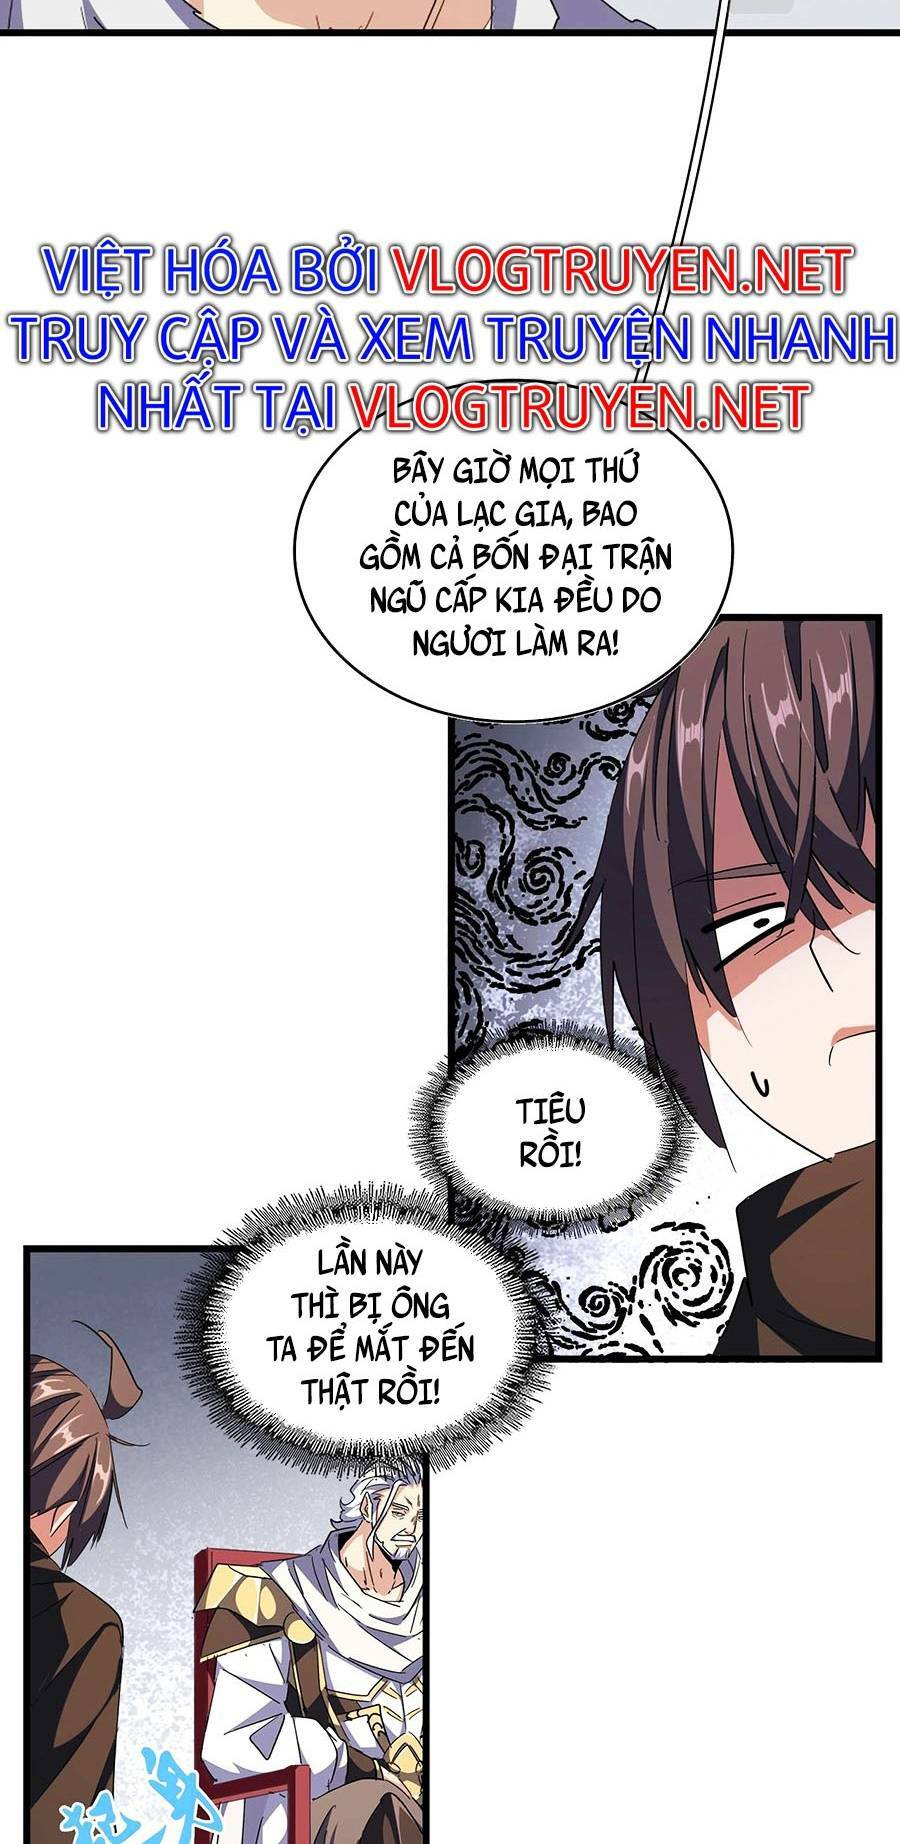 VIỆT HÓA BỞI VLOGTRUYEN.NET
TRUY CẬP VÀ XEM TRUYỆN NHANH
NHẤT TẠI VLOGTRUYEN.NET
BÂY GIỜ MỌI THỨ
CỦA LẠC GIA, BAO
GỒM CẢ BỐN ĐẠI TRẬN
NGŨ CẤP KIA ĐỀU DO
NGƯƠI LÀM RA!
TIÊU
RỒI!
LẦN NÀY
THÌ BỊ ÔNG
TA ĐỂ MẮT ĐẾN
THẬT RỒI!
起身